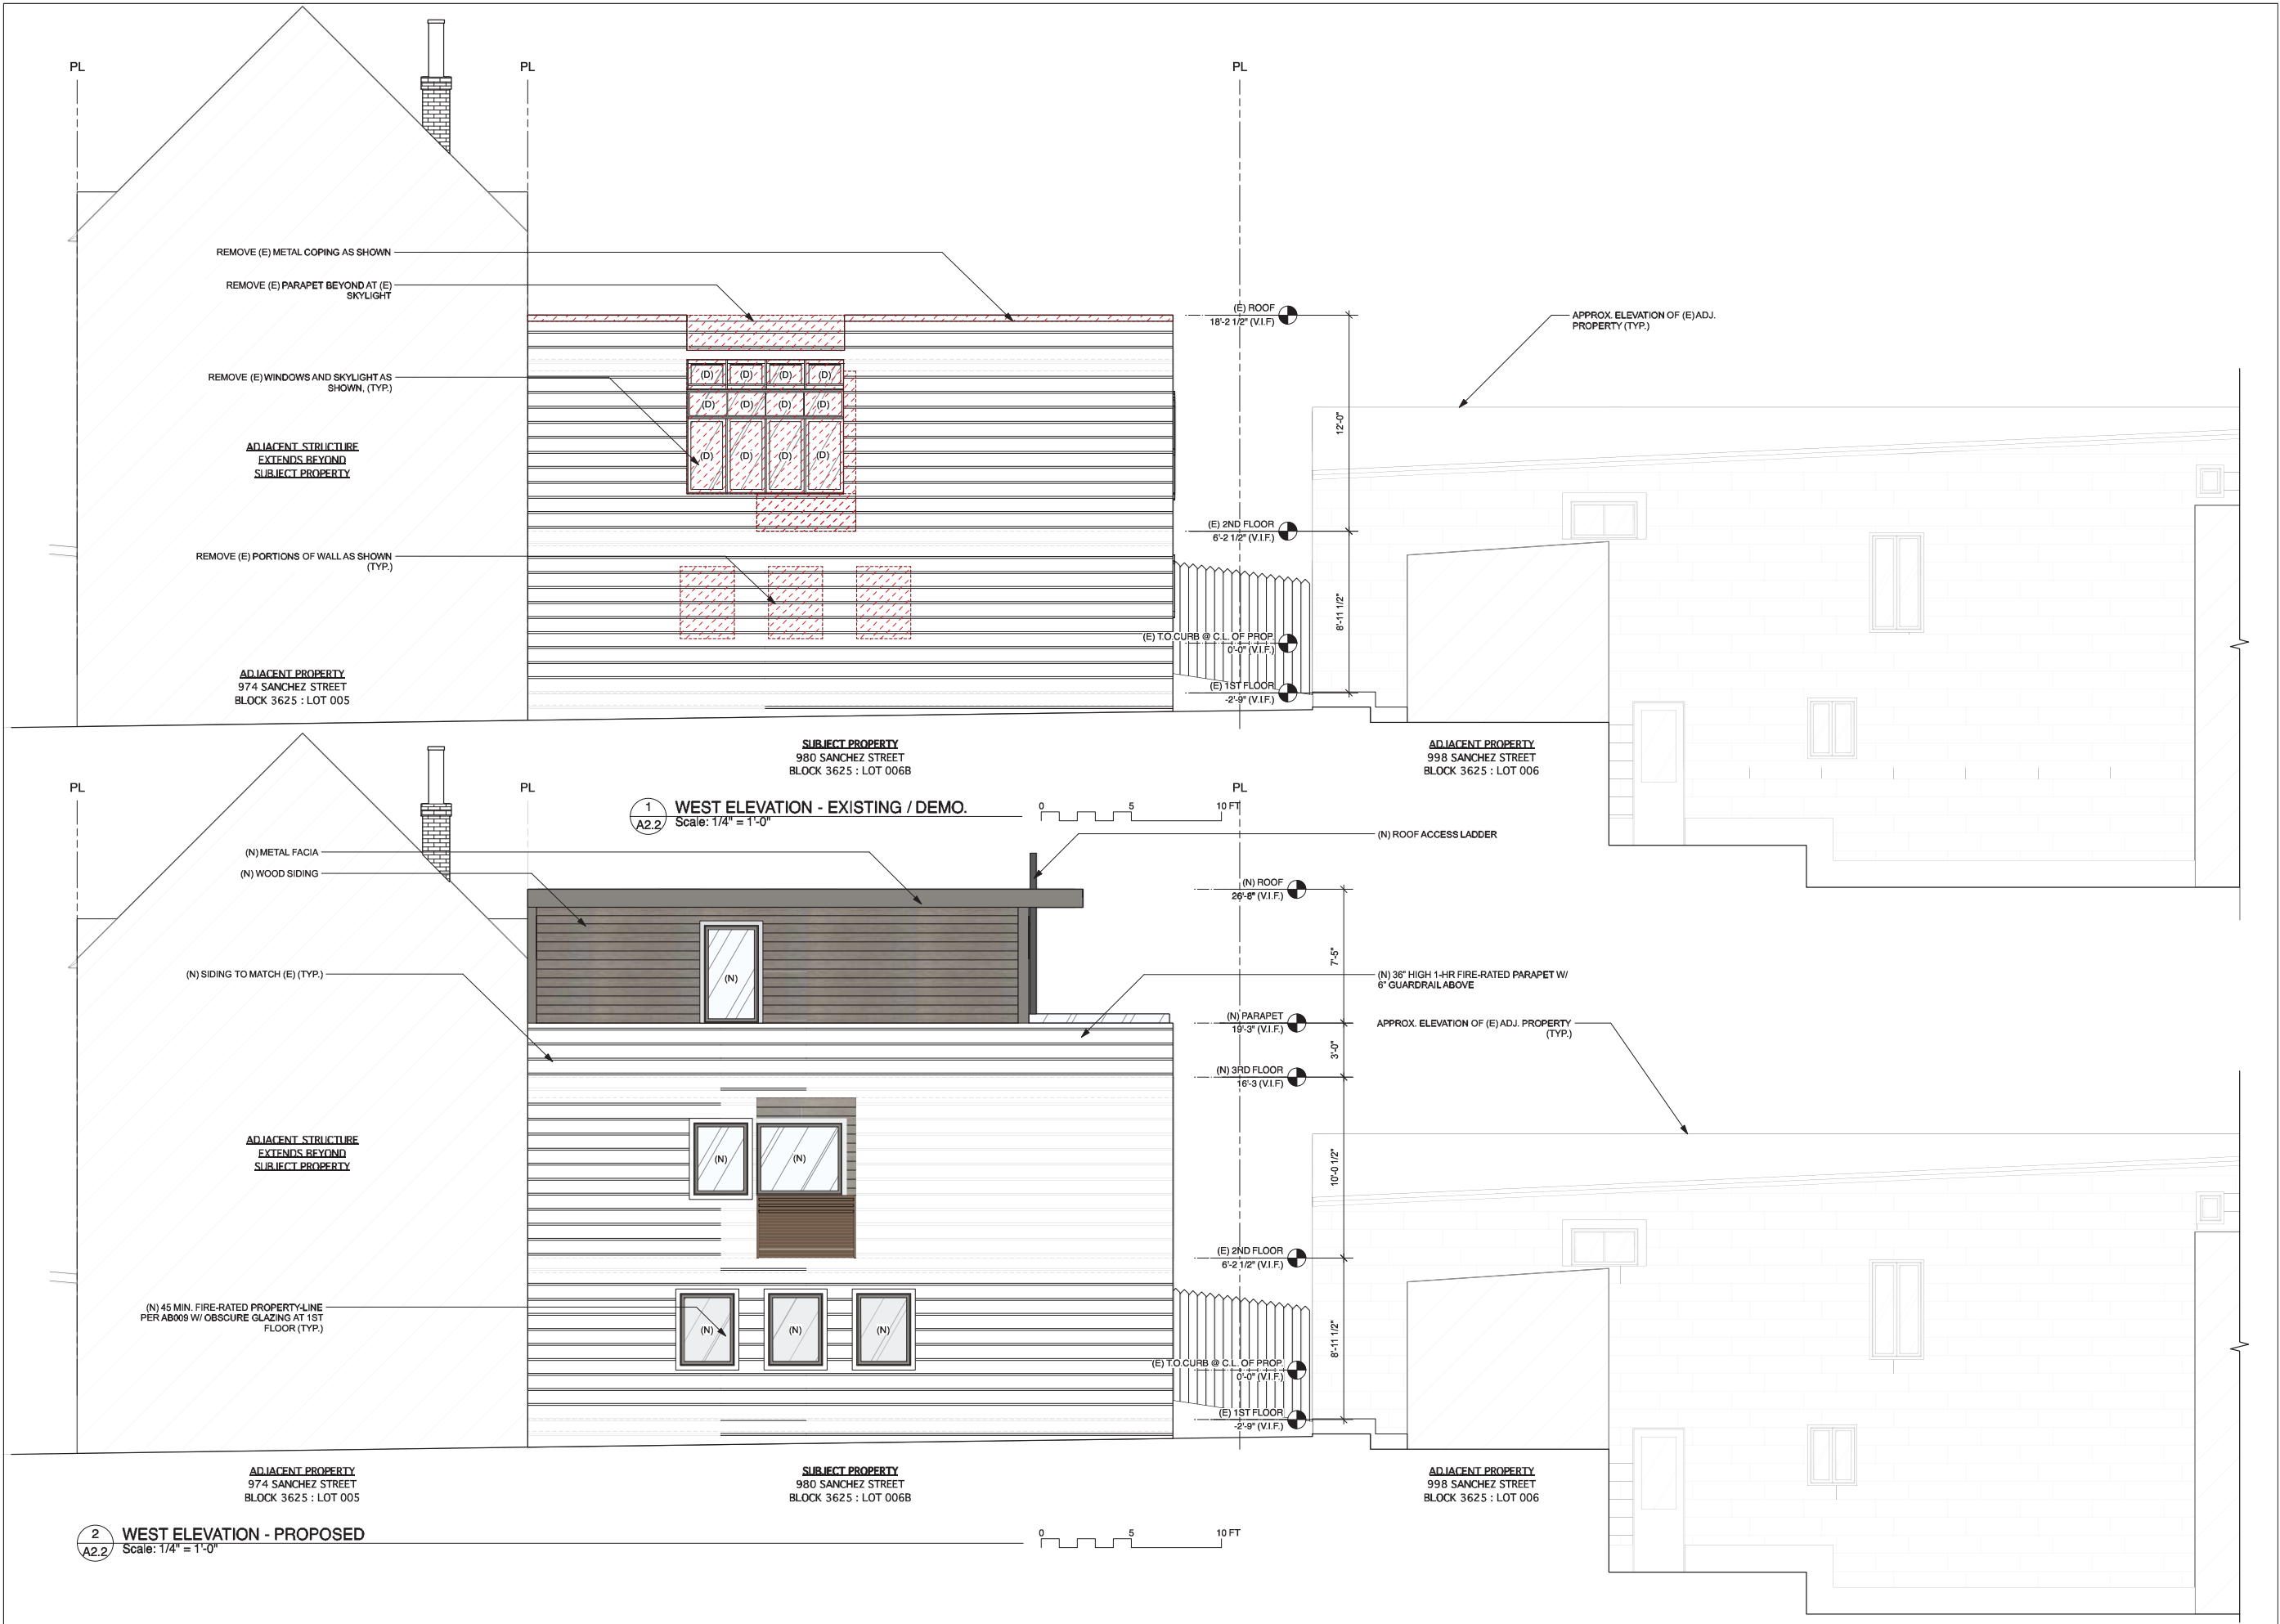 PL
PL
PL
REMOVE (E) METAL COPING AS SHOWN
REMOVE (E) PARAPET BEYOND AT (E)
SKYLIGHT
REMOVE (E) WINDOWS AND SKYLIGHT AS
SHOWN, (TYP.)
ADJACENT STRUCTURE
EXTENDS BEYOND
SUBJECT PROPERTY
REMOVE (E) PORTIONS OF WALL AS SHOWN
(TYP.)
ADJACENT PROPERTY
974 SANCHEZ STREET
BLOCK 3625 : LOT 005
(D) (D) (D) (D)
(D) (D) (D) (D)
(D) (D) (D) (D)
(E) ROOF
18'-2 1/2" (V.I.F)
12'-0"
(E) 2ND FLOOR
6'-2 1/2" (V.I.F.)
8'-11 1/2"
(E) T.O.CURB @ C.L. OF PROP.
0'-0" (V.I.F.)
(E) 1ST FLOOR
-2'-9" (V.I.F.)
APPROX. ELEVATION OF (E) ADJ.
PROPERTY (TYP.)
SUBJECT PROPERTY
980 SANCHEZ STREET
BLOCK 3625 : LOT 006B
ADJACENT PROPERTY
998 SANCHEZ STREET
BLOCK 3625 : LOT 006
1
A2.2
WEST ELEVATION - EXISTING / DEMO.
Scale: 1/4" = 1'-0"
0 5 10 FT
PL
PL
PL
(N) METAL FACIA
(N) WOOD SIDING
(N) SIDING TO MATCH (E) (TYP.)
ADJACENT STRUCTURE
EXTENDS BEYOND
SUBJECT PROPERTY
(N) 45 MIN. FIRE-RATED PROPERTY-LINE
PER AB009 W/ OBSCURE GLAZING AT 1ST
FLOOR (TYP.)
(N)
(N) (N)
(N) (N) (N)
(N) ROOF ACCESS LADDER
(N) ROOF
26'-8" (V.I.F.)
7'-5"
(N) 36" HIGH 1-HR FIRE-RATED PARAPET W/
6" GUARDRAIL ABOVE
(N) PARAPET
19'-3" (V.I.F.)
3'-0"
APPROX. ELEVATION OF (E) ADJ. PROPERTY
(TYP.)
(N) 3RD FLOOR
16'-3 (V.I.F)
10'-0 1/2"
(E) 2ND FLOOR
6'-2 1/2" (V.I.F.)
8'-11 1/2"
(E) T.O.CURB @ C.L. OF PROP.
0'-0" (V.I.F.)
(E) 1ST FLOOR
-2'-9" (V.I.F.)
ADJACENT PROPERTY
974 SANCHEZ STREET
BLOCK 3625 : LOT 005
SUBJECT PROPERTY
980 SANCHEZ STREET
BLOCK 3625 : LOT 006B
ADJACENT PROPERTY
998 SANCHEZ STREET
BLOCK 3625 : LOT 006
2
A2.2
WEST ELEVATION - PROPOSED
Scale: 1/4" = 1'-0"
0 5 10 FT